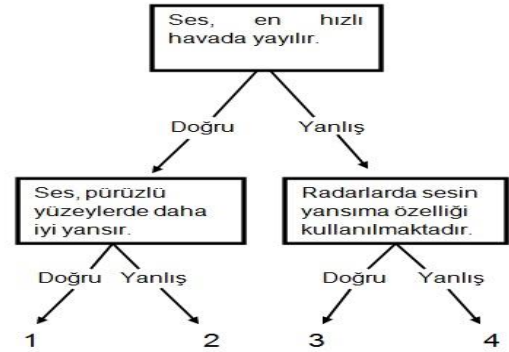 Ses, en hızlı
havada yayılır.
Doğru Yanlış
Ses, pürüzlü
yüzeylerde daha
iyi yansır.
Radarlarda sesin
yansıma özelliği
kullanılmaktadır.
Doğru Yanlış
Doğru Yanlış
1 2 3 4